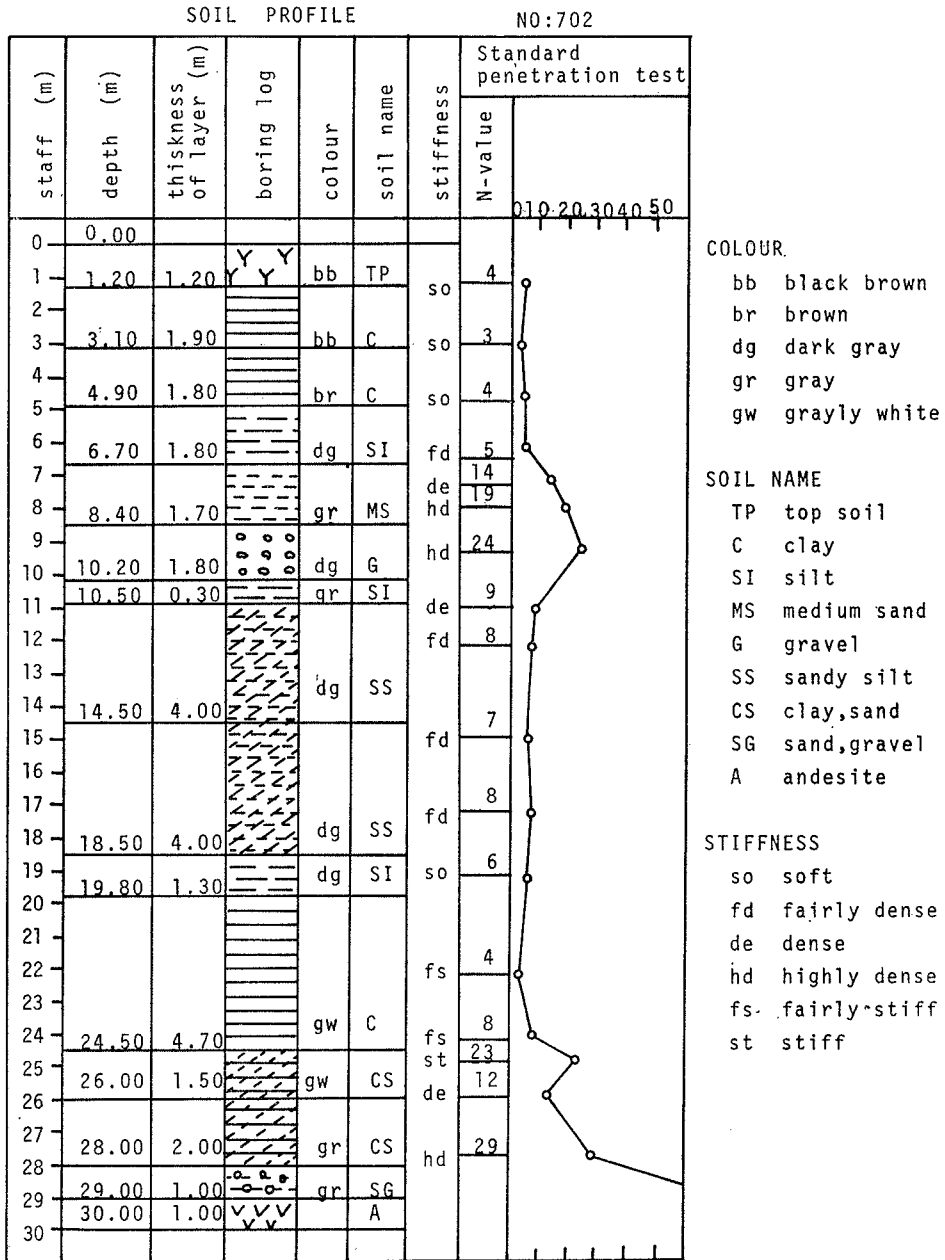 SOIL PROFILE
NO:702
staff (m)
depth (m)
thiskness of layer (m)
boring log
colour
soil name
stiffness
Standard
penetration test
N-value
0 10 20 30 40 50
0 0.00
1 1.20 1.20 bb TP so 4
2
3 3.10 1.90 bb C so 3
4 4.90 1.80 br C so 4
5
6 6.70 1.80 dg SI fd 5
7 de 14
8 8.40 1.70 gr MS hd 19
9 hd 24
10 10.20 1.80 dg G
10.50 0.30 gr SI
11 de 9
12 fd 8
13
14 14.50 4.00 dg SS
15 fd 7
16
17 fd 8
18 18.50 4.00 dg SS
19 19.80 1.30 dg SI so 6
20
21
22 fs 4
23
24 24.50 4.70 gw C fs 8
25 st 23
26.00 1.50 gw CS de 12
26
27
28.00 2.00 gr CS hd 29
28
29.00 1.00 gr SG
29
30.00 1.00 A
30
COLOUR.
bb black brown
br brown
dg dark gray
gr gray
gw grayly white
SOIL NAME
TP top soil
C clay
SI silt
MS medium sand
G gravel
SS sandy silt
CS clay,sand
SG sand,gravel
A andesite
STIFFNESS
so soft
fd fairly dense
de dense
hd highly dense
fs fairly stiff
st stiff